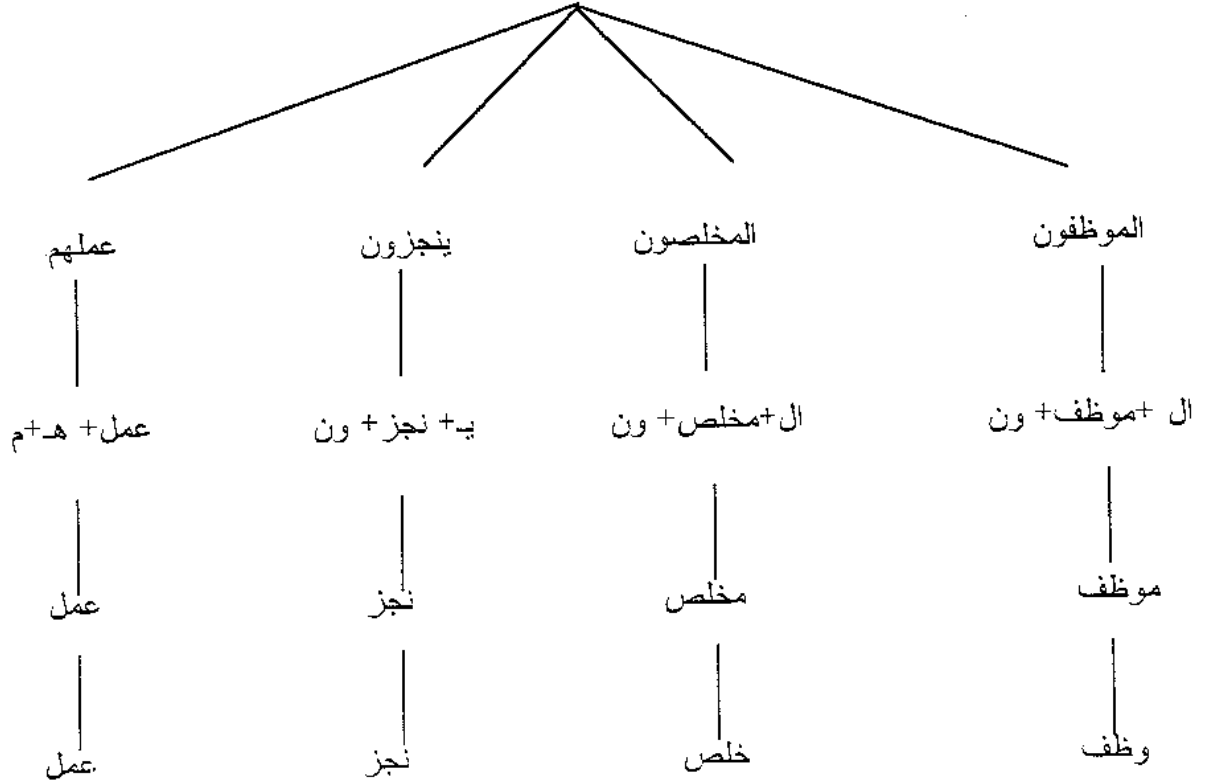 الموظفون المخلصون ينجزون عملهم
ال +موظف+ ون ال+مخلص+ ون يـ+ نجز+ ون عمل+ هـ+م
موظف مخلص نجز عمل
وظف خلص نجز عمل